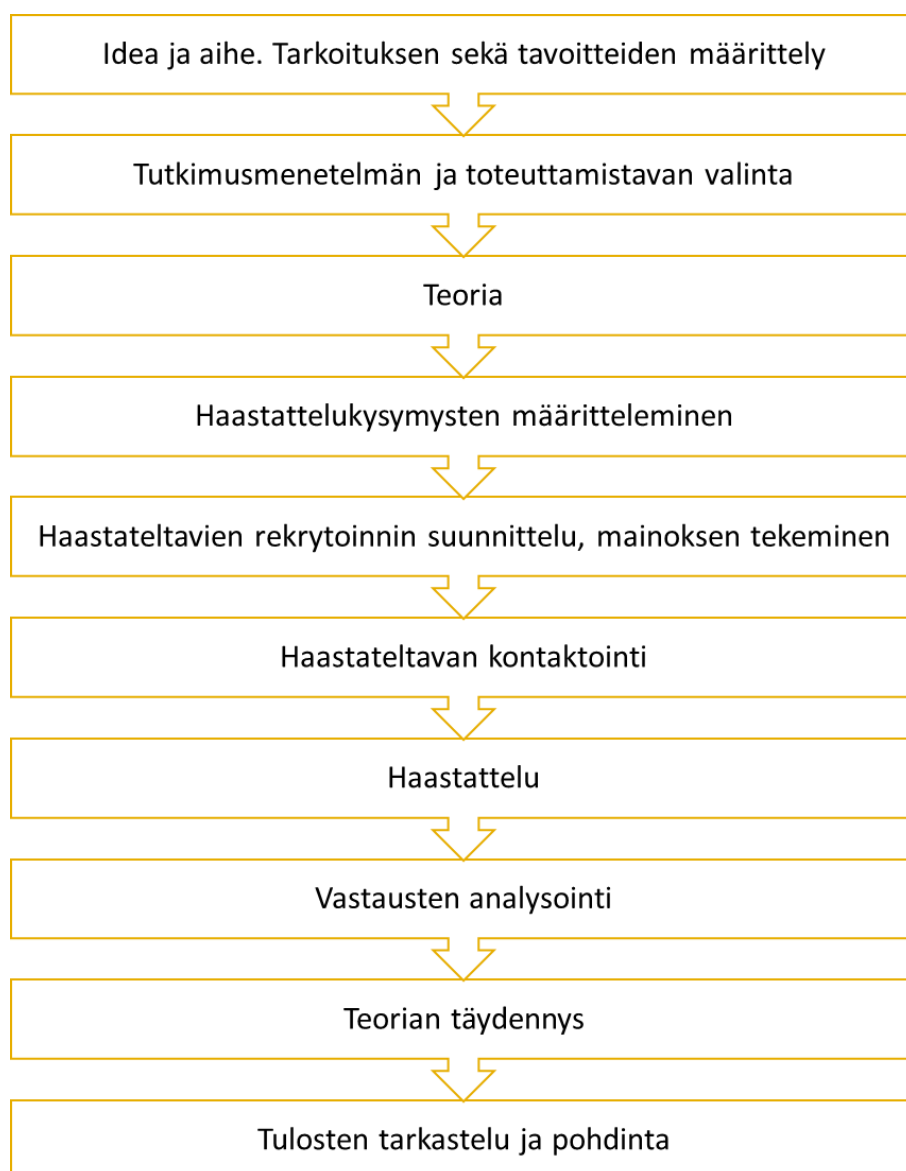 Idea ja aihe. Tarkoituksen sekä tavoitteiden määrittely
Tutkimusmenetelmän ja toteuttamistavan valinta
Teoria
Haastattelukysymysten määritteleminen
Haastateltavien rekrytoinnin suunnittelu, mainoksen tekeminen
Haastateltavan kontaktointi
Haastattelu
Vastausten analysointi
Teorian täydennys
Tulosten tarkastelu ja pohdinta